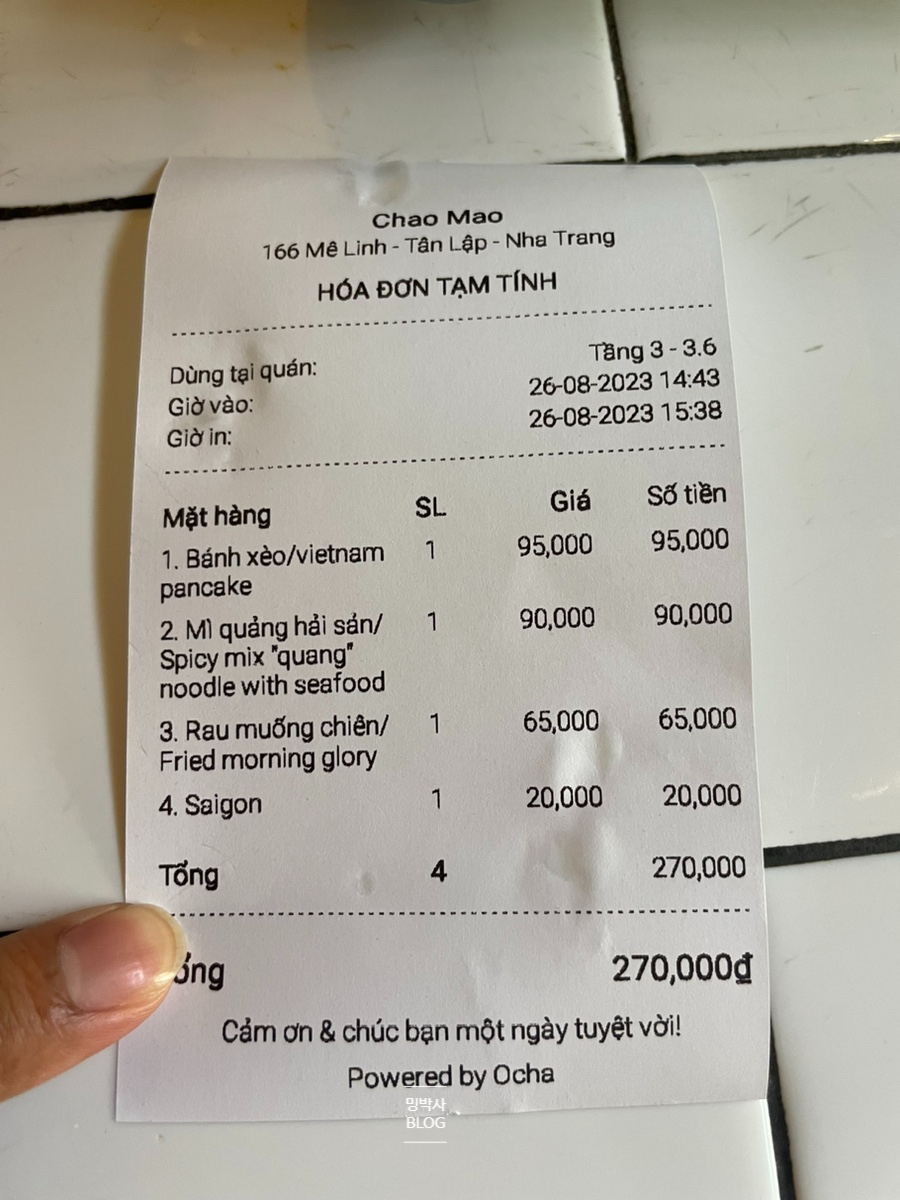 Chao Mao
166 Mê Linh - Tân Lập - Nha Trang
HÓA ĐƠN TẠM TÍNH
Dùng tại quán: Tầng 3 - 3.6
Giờ vào: 26-08-2023 14:43
Giờ in: 26-08-2023 15:38
Mặt hàng SL Giá Số tiền
1. Bánh xèo/vietnam 1 95,000 95,000
pancake
2. Mì quảng hải sản/ 1 90,000 90,000
Spicy mix "quang"
noodle with seafood
3. Rau muống chiên/ 1 65,000 65,000
Fried morning glory
4. Saigon 1 20,000 20,000
Tổng 4 270,000
ổng 270,000₫
Cảm ơn & chúc bạn một ngày tuyệt vời!
Powered by Ocha
밍박사
BLOG